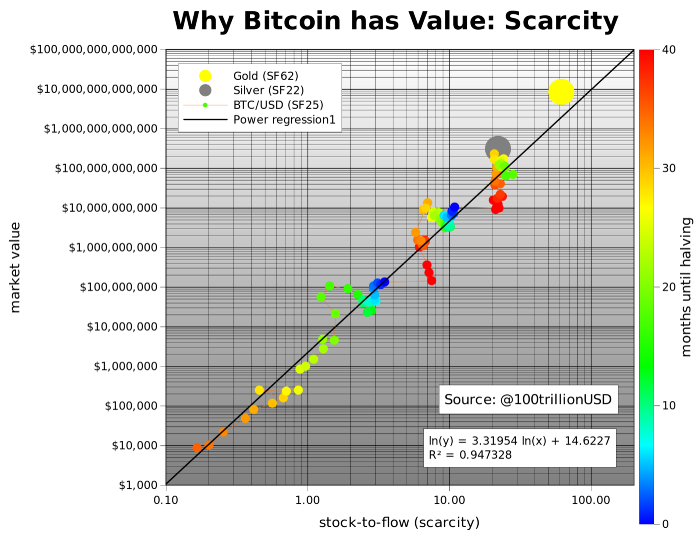 Why Bitcoin has Value: Scarcity
$100,000,000,000,000
$10,000,000,000,000
$1,000,000,000,000
$100,000,000,000
$10,000,000,000
$1,000,000,000
$100,000,000
$10,000,000
$1,000,000
$100,000
$10,000
$1,000
market value
Gold (SF62)
Silver (SF22)
BTC/USD (SF25)
Power regression1
Source: @100trillionUSD
ln(y) = 3.31954 ln(x) + 14.6227
R² = 0.947328
0.10 1.00 10.00 100.00
stock-to-flow (scarcity)
40
30
20
10
0
months until halving